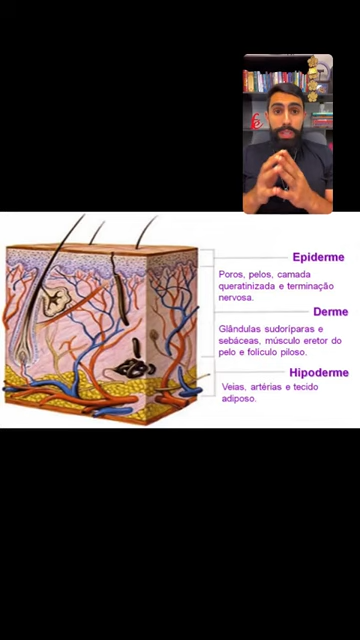 Epiderme
Poros, pelos, camada
queratinizada e terminação
nervosa.
Derme
Glândulas sudoríparas e
sebáceas, músculo eretor do
pelo e folículo piloso.
Hipoderme
Veias, artérias e tecido
adiposo.